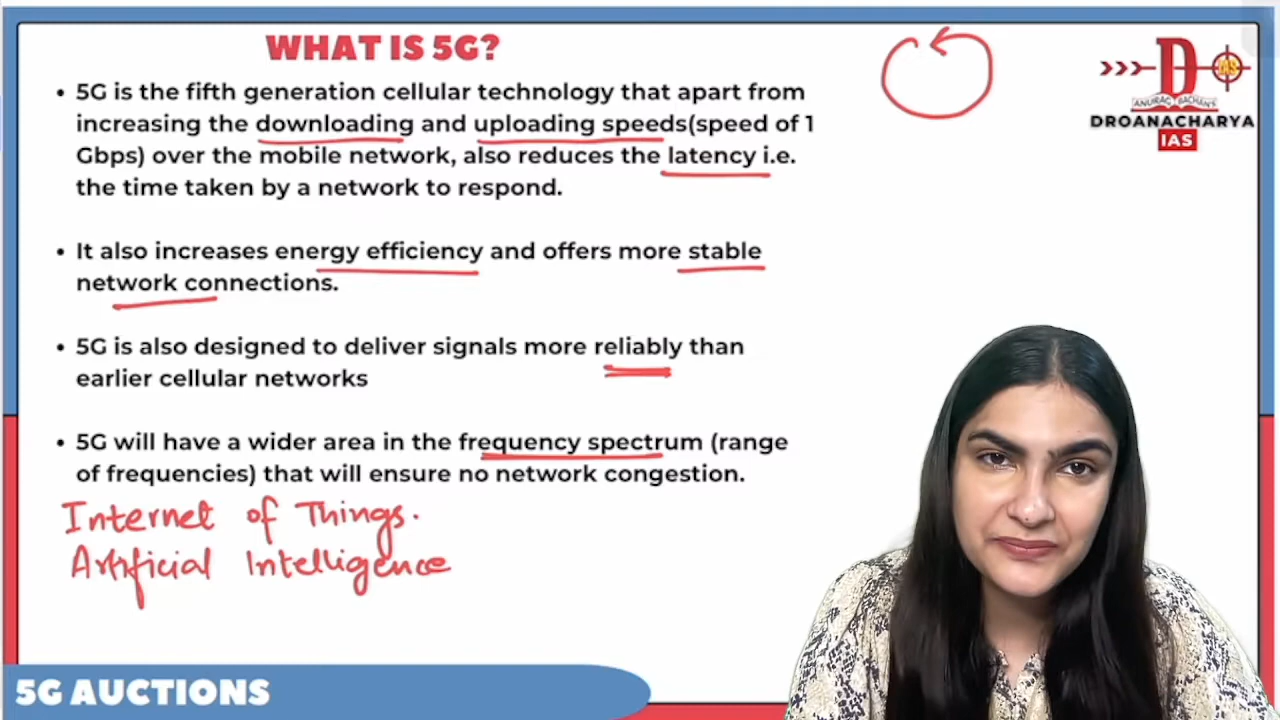 WHAT IS 5G?
• 5G is the fifth generation cellular technology that apart from
increasing the downloading and uploading speeds(speed of 1
Gbps) over the mobile network, also reduces the latency i.e.
the time taken by a network to respond.
• It also increases energy efficiency and offers more stable
network connections.
• 5G is also designed to deliver signals more reliably than
earlier cellular networks
• 5G will have a wider area in the frequency spectrum (range
of frequencies) that will ensure no network congestion.
Internet of Things.
Artificial Intelligence
5G AUCTIONS
D
IAS
ANURAG BACHAN'S
DROANACHARYA
IAS